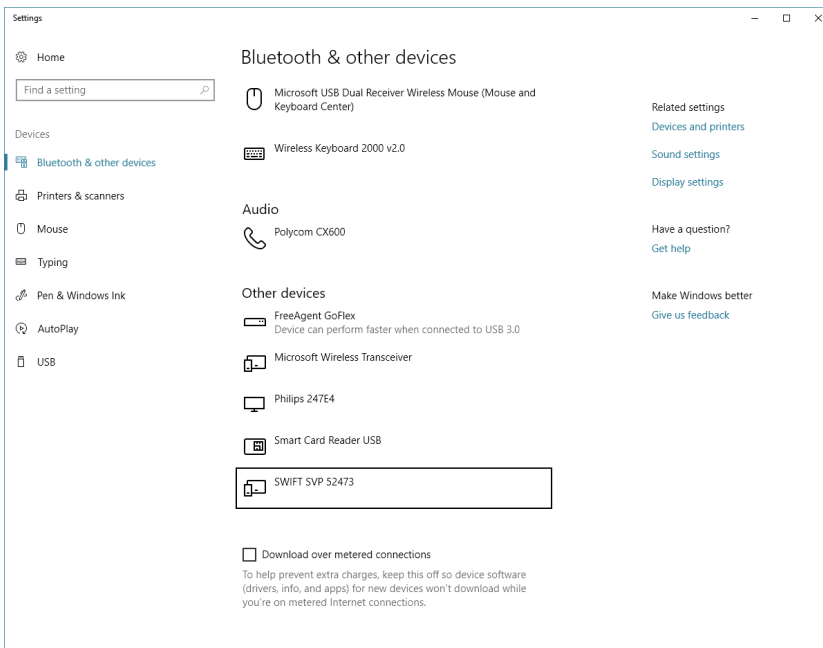 Settings
Home
Find a setting
Devices
Bluetooth & other devices
Printers & scanners
Mouse
Typing
Pen & Windows Ink
AutoPlay
USB
Bluetooth & other devices
Microsoft USB Dual Receiver Wireless Mouse (Mouse and
Keyboard Center)
Wireless Keyboard 2000 v2.0
Audio
Polycom CX600
Other devices
FreeAgent GoFlex
Device can perform faster when connected to USB 3.0
Microsoft Wireless Transceiver
Philips 247E4
Smart Card Reader USB
SWIFT SVP 52473
Download over metered connections
To help prevent extra charges, keep this off so device software
(drivers, info, and apps) for new devices won't download while
you're on metered Internet connections.
Related settings
Devices and printers
Sound settings
Display settings
Have a question?
Get help
Make Windows better
Give us feedback